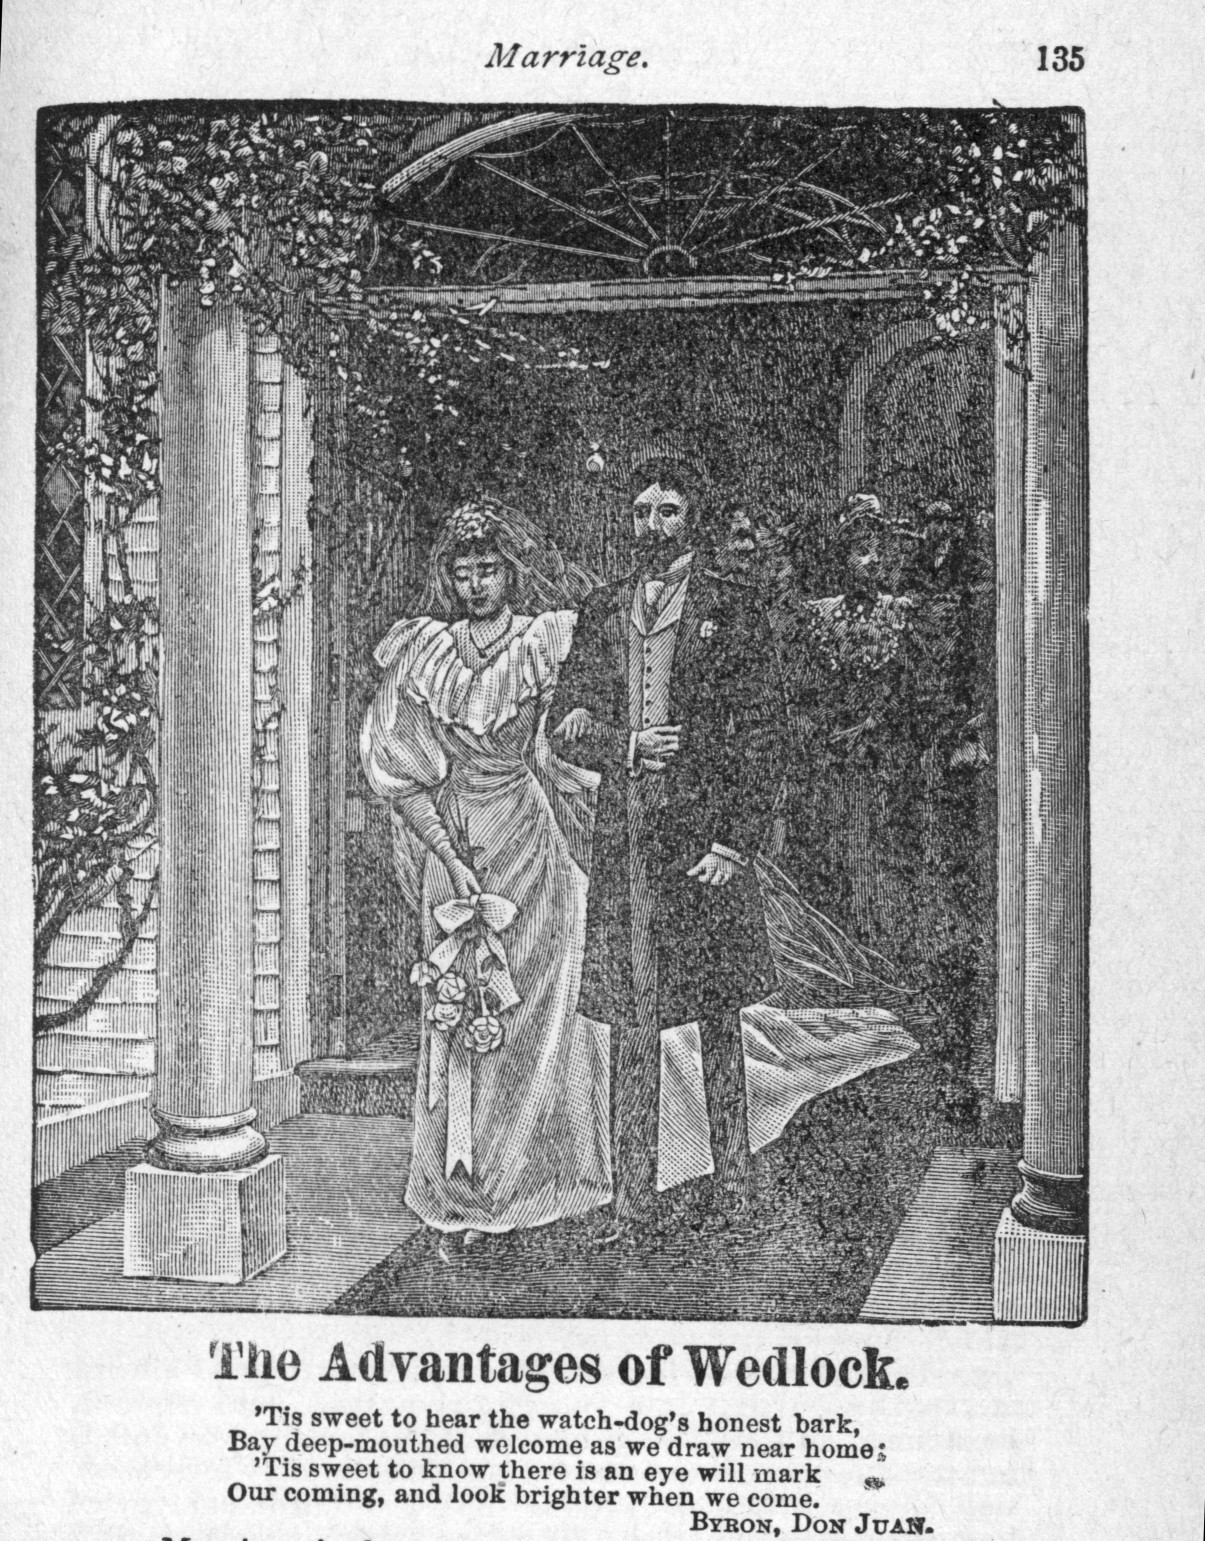 Marriage. 135
The Advantages of Wedlock.
'Tis sweet to hear the watch-dog's honest bark,
Bay deep-mouthed welcome as we draw near home;
'Tis sweet to know there is an eye will mark
Our coming, and look brighter when we come.
BYRON, DON JUAN.